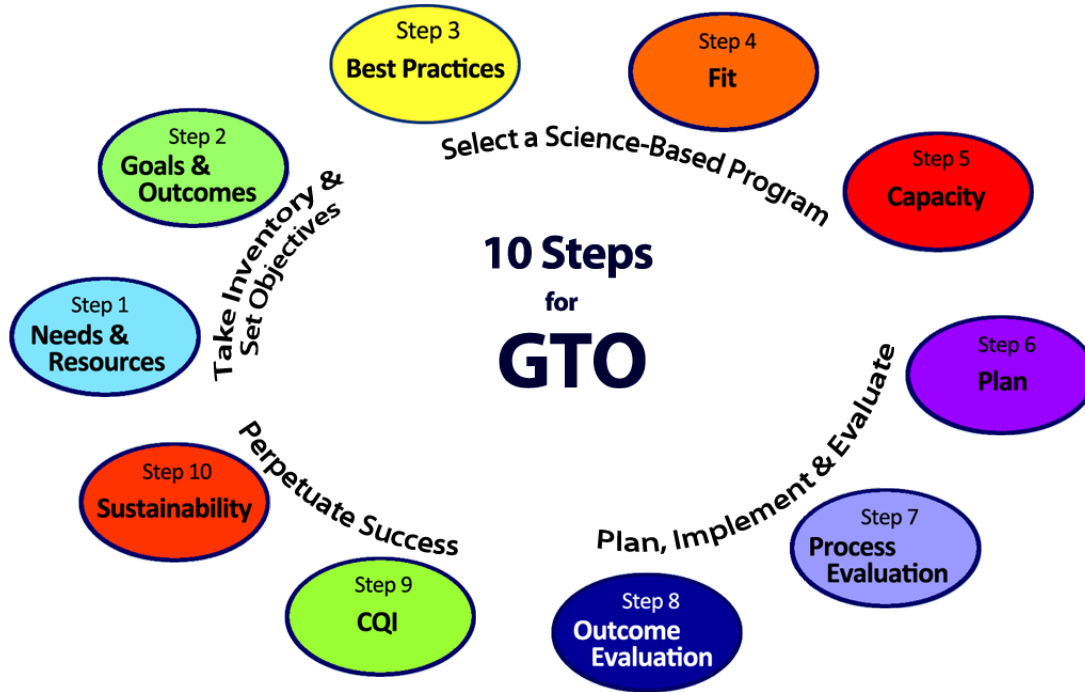 10 Steps
for
GTO
Take Inventory &
Set Objectives
Step 1
Needs &
Resources
Step 2
Goals &
Outcomes
Select a Science-Based Program
Step 3
Best Practices
Step 4
Fit
Step 5
Capacity
Plan, Implement & Evaluate
Step 6
Plan
Step 7
Process
Evaluation
Step 8
Outcome
Evaluation
Perpetuate Success
Step 9
CQI
Step 10
Sustainability